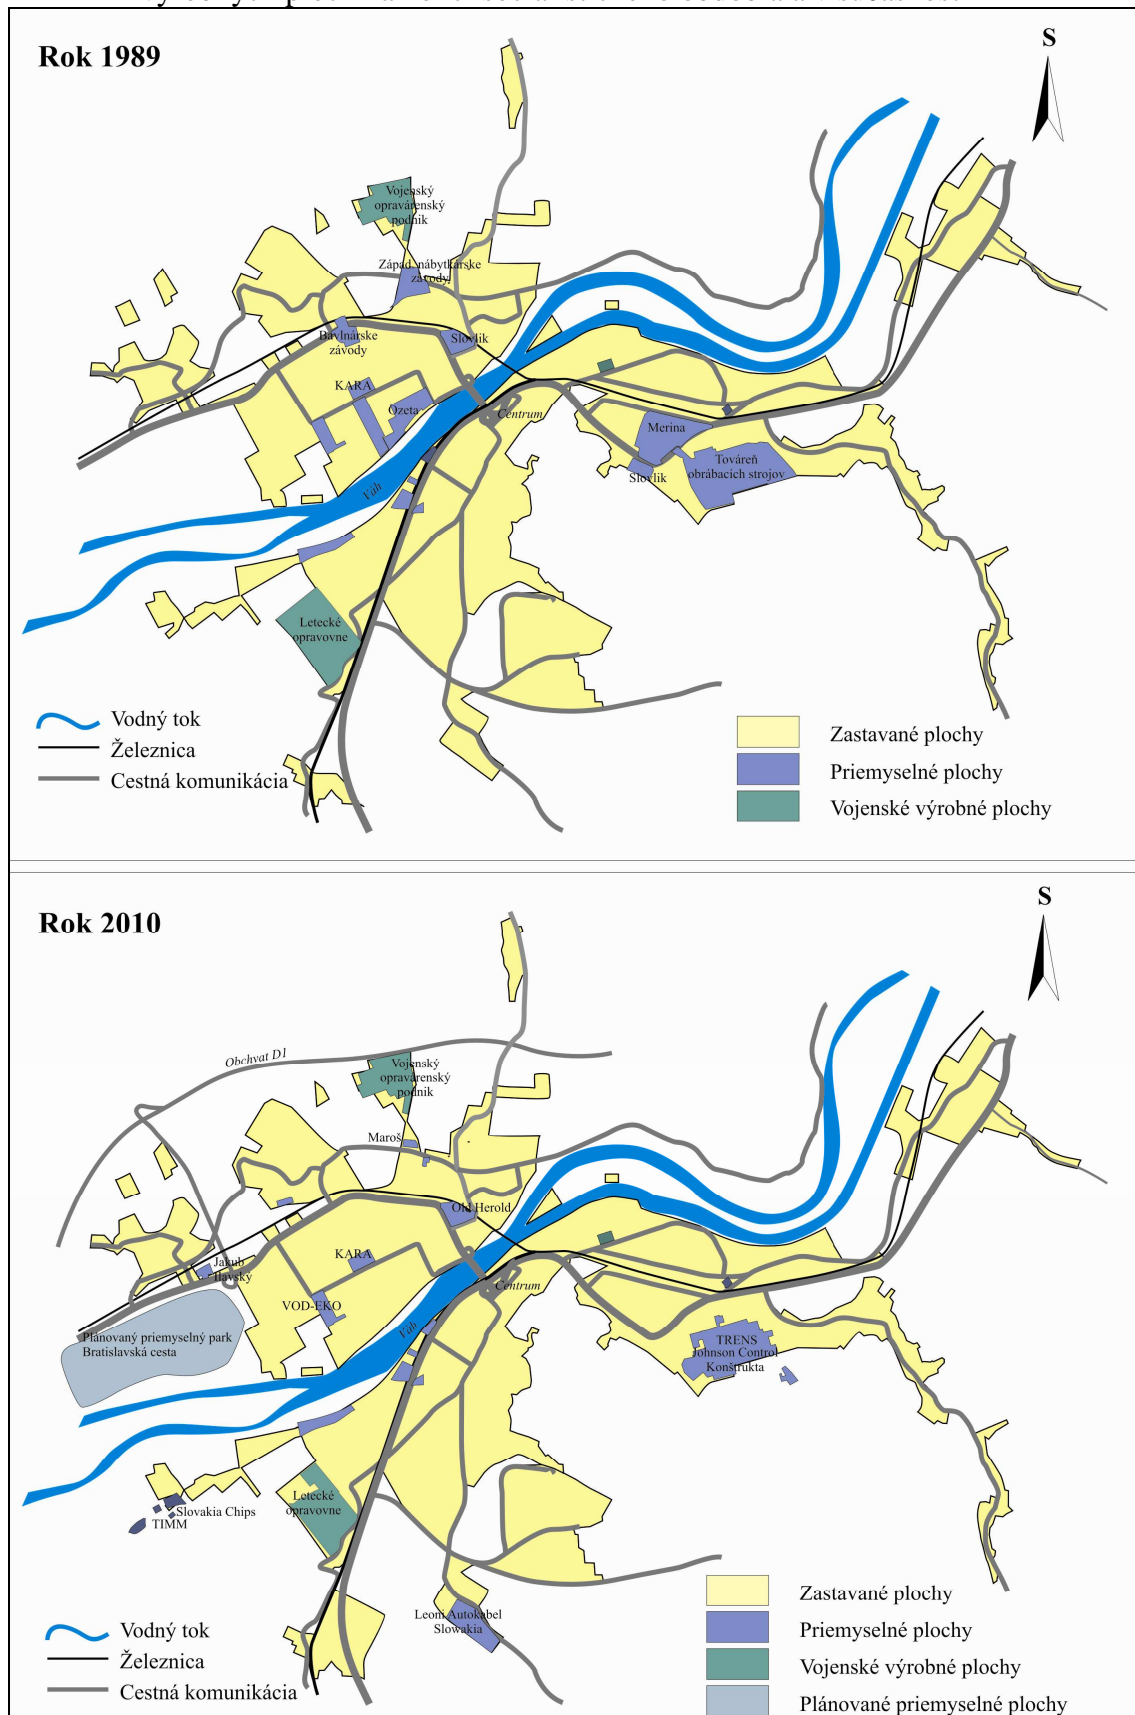 Rok 1989
S
Vojenský
opravárenský
podnik
Západ. nábytkárske
závody
Bavlnárske
závody
Slovlik
KARA
Ozeta
Centrum
Merina
Továreň
obrábacích strojov
Slovlik
Váh
Letecké
opravovne
Vodný tok
Železnica
Cestná komunikácia
Zastavané plochy
Priemyselné plochy
Vojenské výrobné plochy
Rok 2010
S
Obchvat D1
Vojenský
opravárenský
podnik
Maroš
Old Herold
KARA
Jakub
Ilavský
Centrum
VOD-EKO
Váh
Plánovaný priemyselný park
Bratislavská cesta
TRENS
Johnson Control
Konštrukta
Letecké
opravovne
Slovakia Chips
TIMM
Leoni Autokabel
Slowakia
Vodný tok
Železnica
Cestná komunikácia
Zastavané plochy
Priemyselné plochy
Vojenské výrobné plochy
Plánované priemyselné plochy